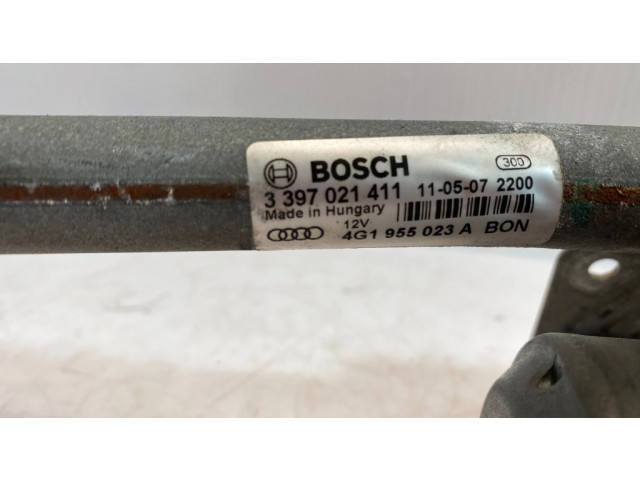 BOSCH 300
3 397 021 411 11-05-07 2200
Made in Hungary
12V
4G1 955 023 A BON